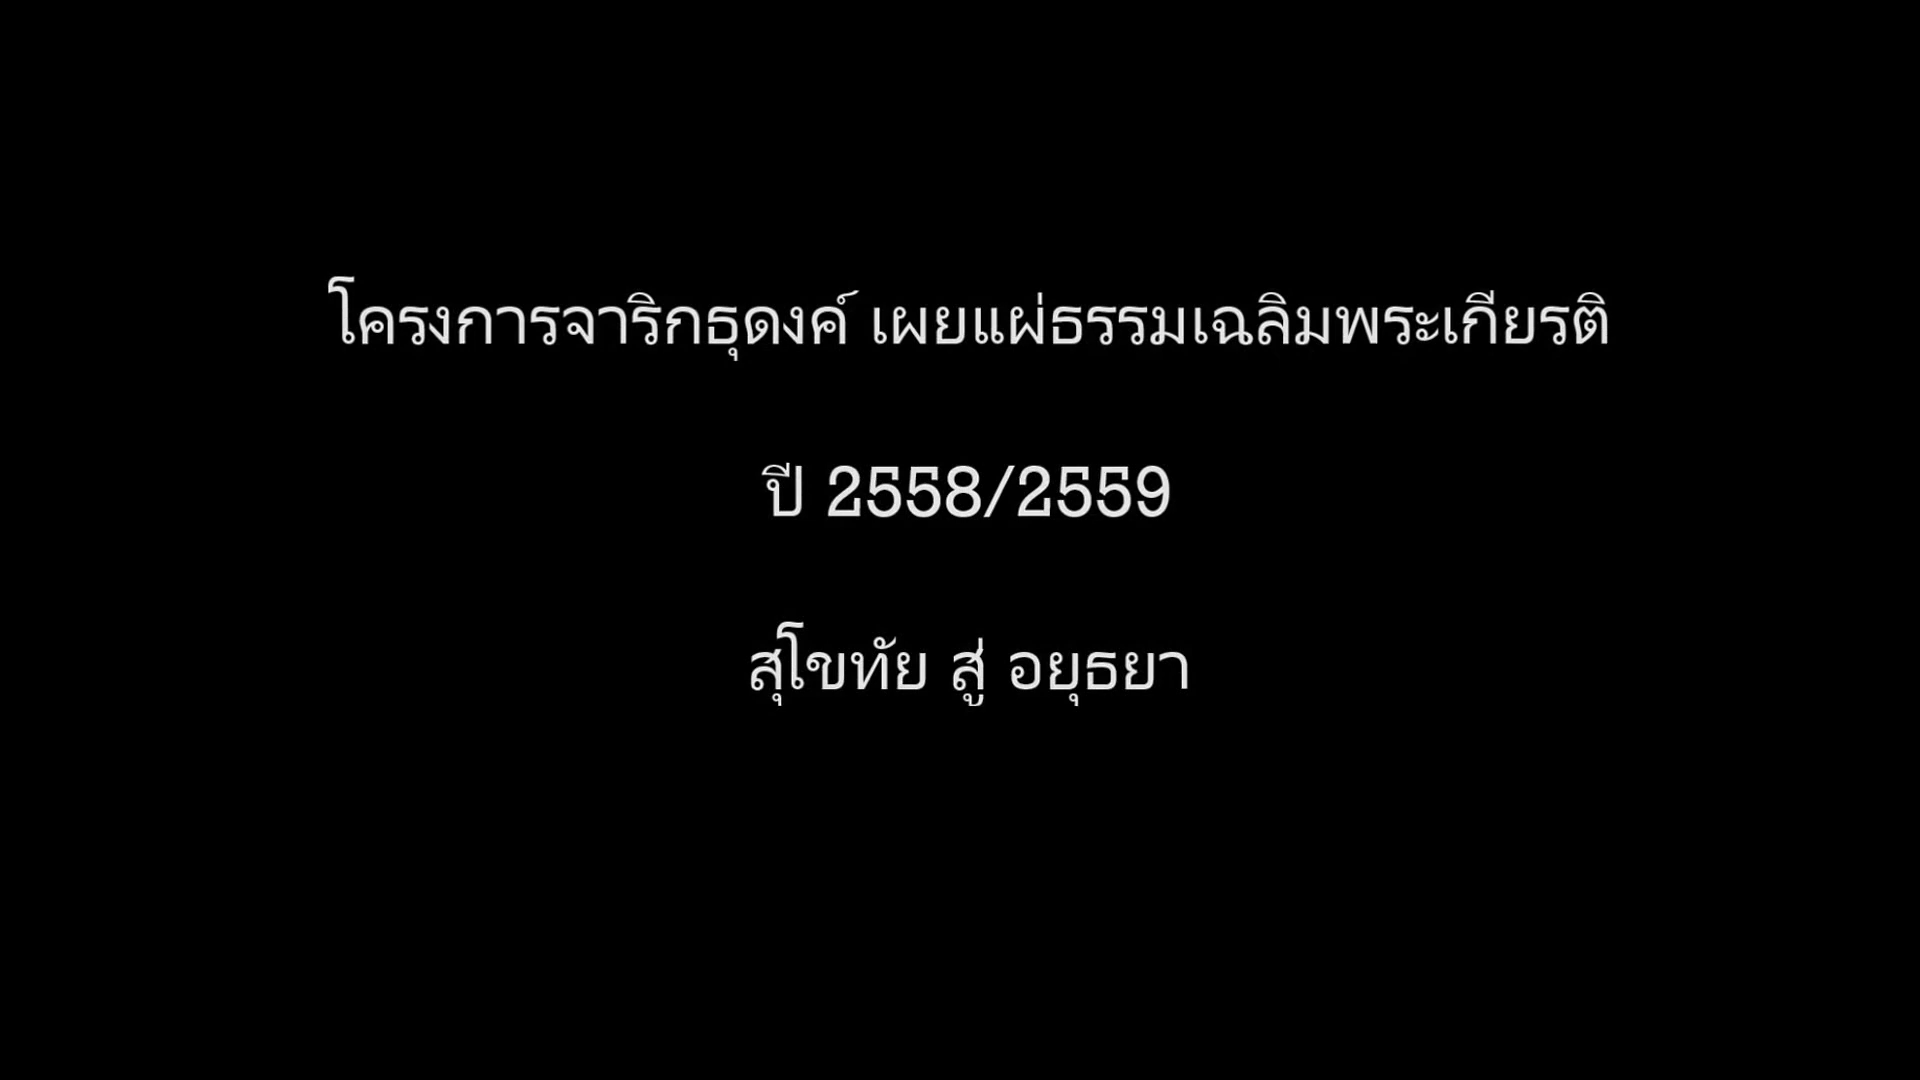 โครงการจาริกธุดงค์ เผยแผ่ธรรมเฉลิมพระเกียรติ
ปี 2558/2559
สุโขทัย สู่ อยุธยา